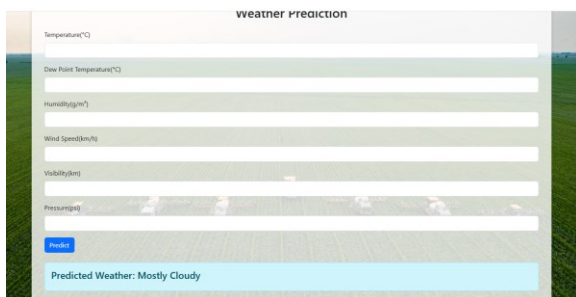 Weather Prediction
Temperature(°C)
Dew Point Temperature(°C)
Humidity(g/m³)
Wind Speed(km/h)
Visibility(km)
Pressure(psi)
Predict
Predicted Weather: Mostly Cloudy